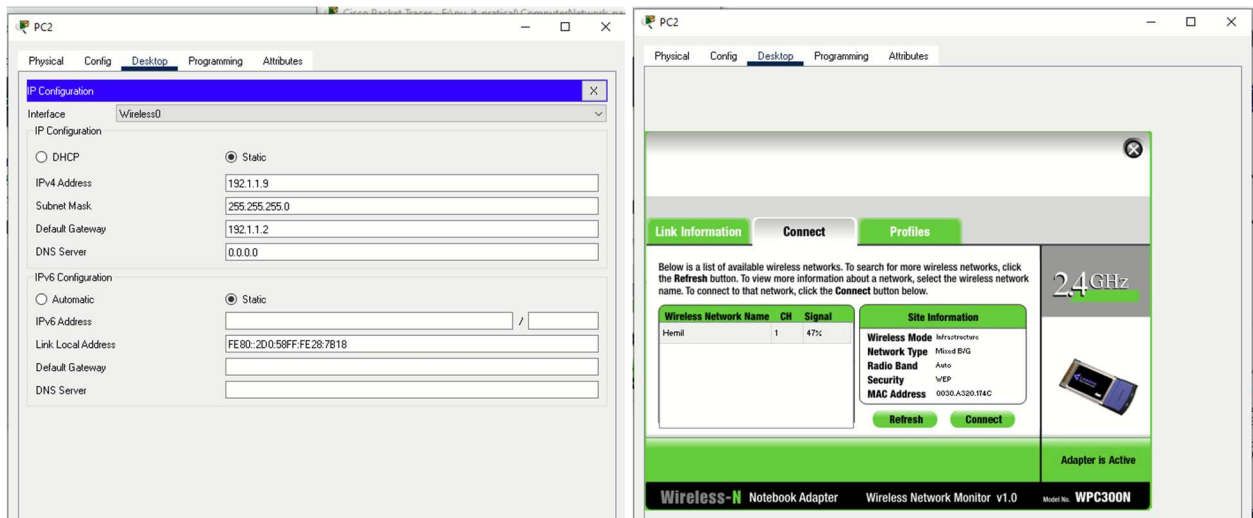 PC2
Physical Config Desktop Programming Attributes
IP Configuration
X
Interface Wireless0
IP Configuration
DHCP Static
IPv4 Address 192.1.1.9
Subnet Mask 255.255.255.0
Default Gateway 192.1.1.2
DNS Server 0.0.0.0
IPv6 Configuration
Automatic Static
IPv6 Address /
Link Local Address FE80::2D0:58FF:FE28:7B18
Default Gateway
DNS Server
PC2
Physical Config Desktop Programming Attributes
Link Information Connect Profiles
Below is a list of available wireless networks. To search for more wireless networks, click
the Refresh button. To view more information about a network, select the wireless network
name. To connect to that network, click the Connect button below.
Wireless Network Name CH Signal
Hemil 1 47%
Site Information
Wireless Mode Infrastructure
Network Type Mixed B/G
Radio Band Auto
Security WEP
MAC Address 0030.A320.174C
Refresh Connect
2.4GHz
Adapter is Active
Wireless-N Notebook Adapter Wireless Network Monitor v1.0 Model No. WPC300N